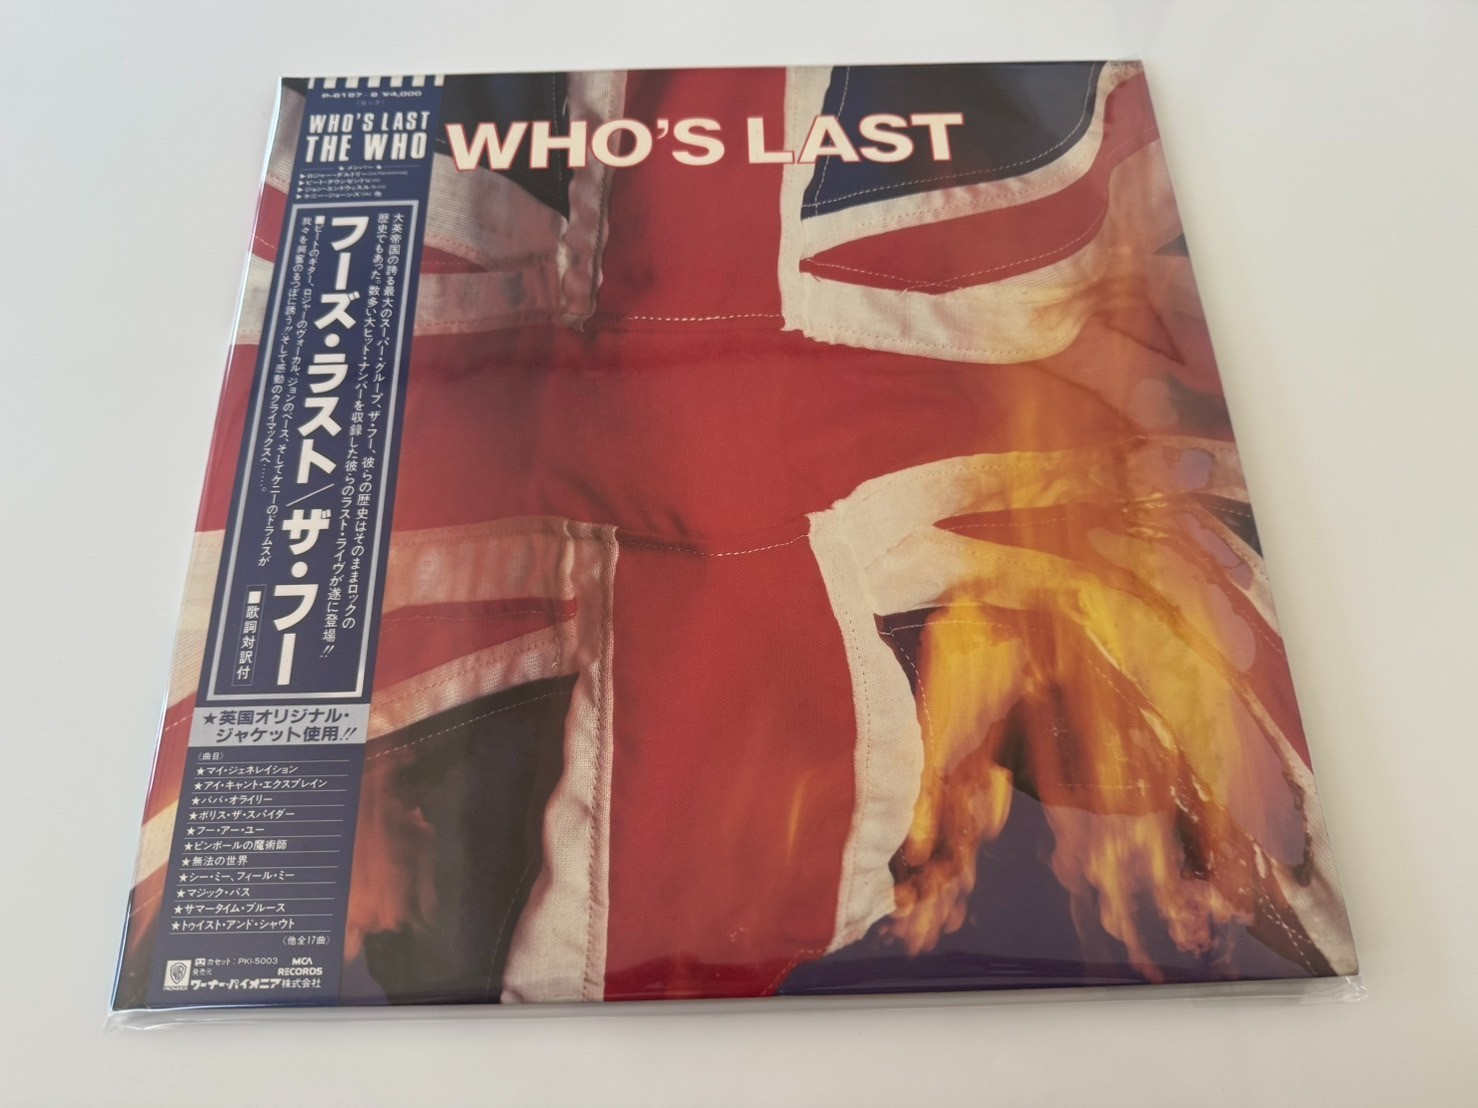 P-6197~8 ¥4,000
〈セット〉
WHO'S LAST
THE WHO
WHO'S LAST
★メンバー★
▶ロジャー・ダルトリー
▶ピート・タウンゼンド
▶ジョン・エントウィスル
▶ケニー・ジョーンズ
大英帝国の誇る最大のスーパー・グループ、ザ・フー、彼らの歴史はそのままロックの
歴史でもあった。数多い大ヒット・ナンバーを収録した彼らのラスト・ライヴが遂に登場!!
フーズ・ラスト/ザ・フー
■ピートのギター、ロジャーのヴォーカル、ジョンのベース、そしてケニーのドラムスが
我々を興奮のるつぼに誘う!!そして感動のクライマックスへ……。
■歌詞対訳付
★英国オリジナル・
ジャケット使用!!
〈曲目〉
★マイ・ジェネレイション
★アイ・キャント・エクスプレイン
★ババ・オライリー
★ボリス・ザ・スパイダー
★フー・アー・ユー
★ピンボールの魔術師
★無法の世界
★シー・ミー、フィール・ミー
★マジック・バス
★サマータイム・ブルース
★トゥイスト・アンド・シャウト
〈他全17曲〉
カセット：PKI-5003
MCA
RECORDS
発売元
ワーナー・パイオニア株式会社